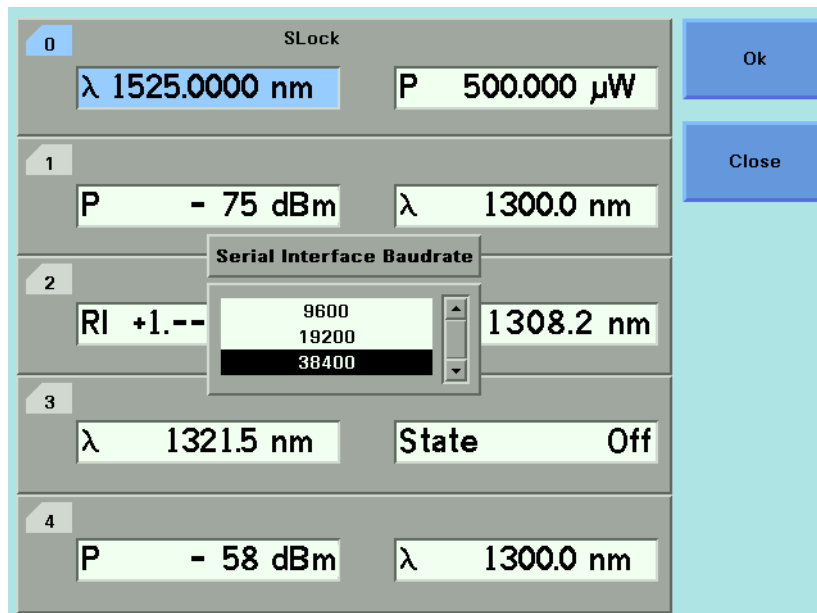 0
SLock
λ 1525.0000 nm
P 500.000 μW
Ok
1
P - 75 dBm
λ 1300.0 nm
Close
2
Serial Interface Baudrate
RI +1.--
9600
19200
38400
1308.2 nm
3
λ 1321.5 nm
State Off
4
P - 58 dBm
λ 1300.0 nm